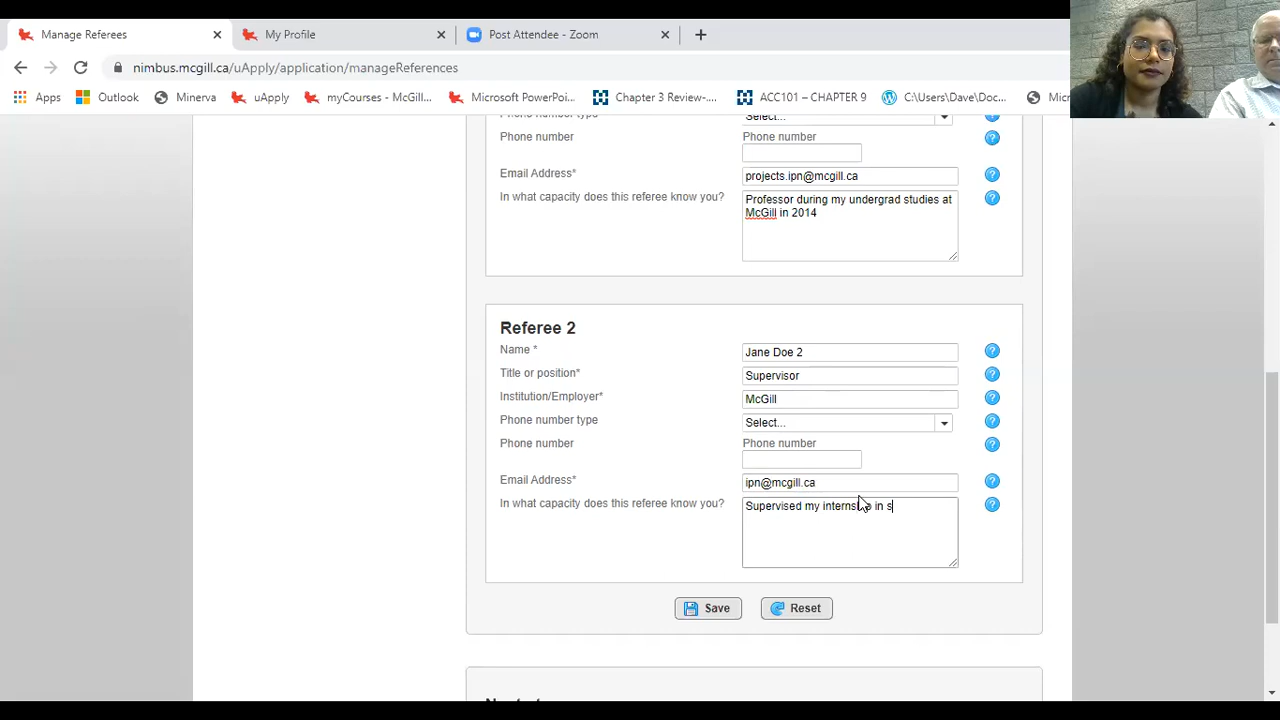 Manage Referees
My Profile
Post Attendee - Zoom
nimbus.mcgill.ca/uApply/application/manageReferences
Apps
Outlook
Minerva
uApply
myCourses - McGill...
Microsoft PowerPo...
Chapter 3 Review-...
ACC101 – CHAPTER 9
C:\Users\Dave\Doc...
Phone number type
Select...
Phone number
Phone number
Email Address*
projects.ipn@mcgill.ca
In what capacity does this referee know you?
Professor during my undergrad studies at
McGill in 2014
Referee 2
Name *
Jane Doe 2
Title or position*
Supervisor
Institution/Employer*
McGill
Phone number type
Select...
Phone number
Phone number
Email Address*
ipn@mcgill.ca
In what capacity does this referee know you?
Supervised my internship in s
Save
Reset